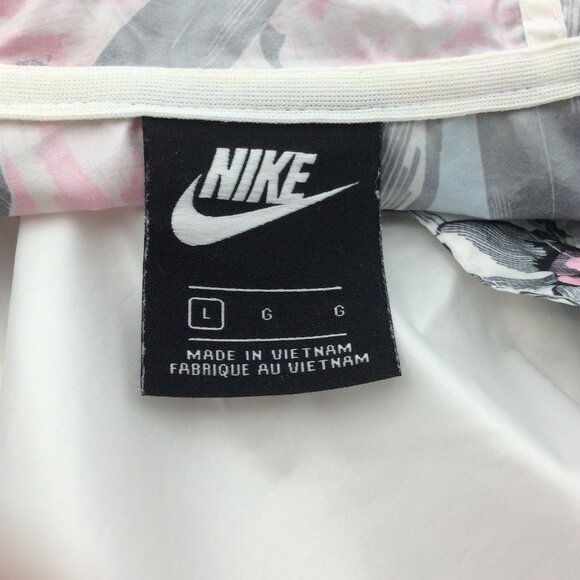 NIKE
L G G
MADE IN VIETNAM
FABRIQUE AU VIETNAM